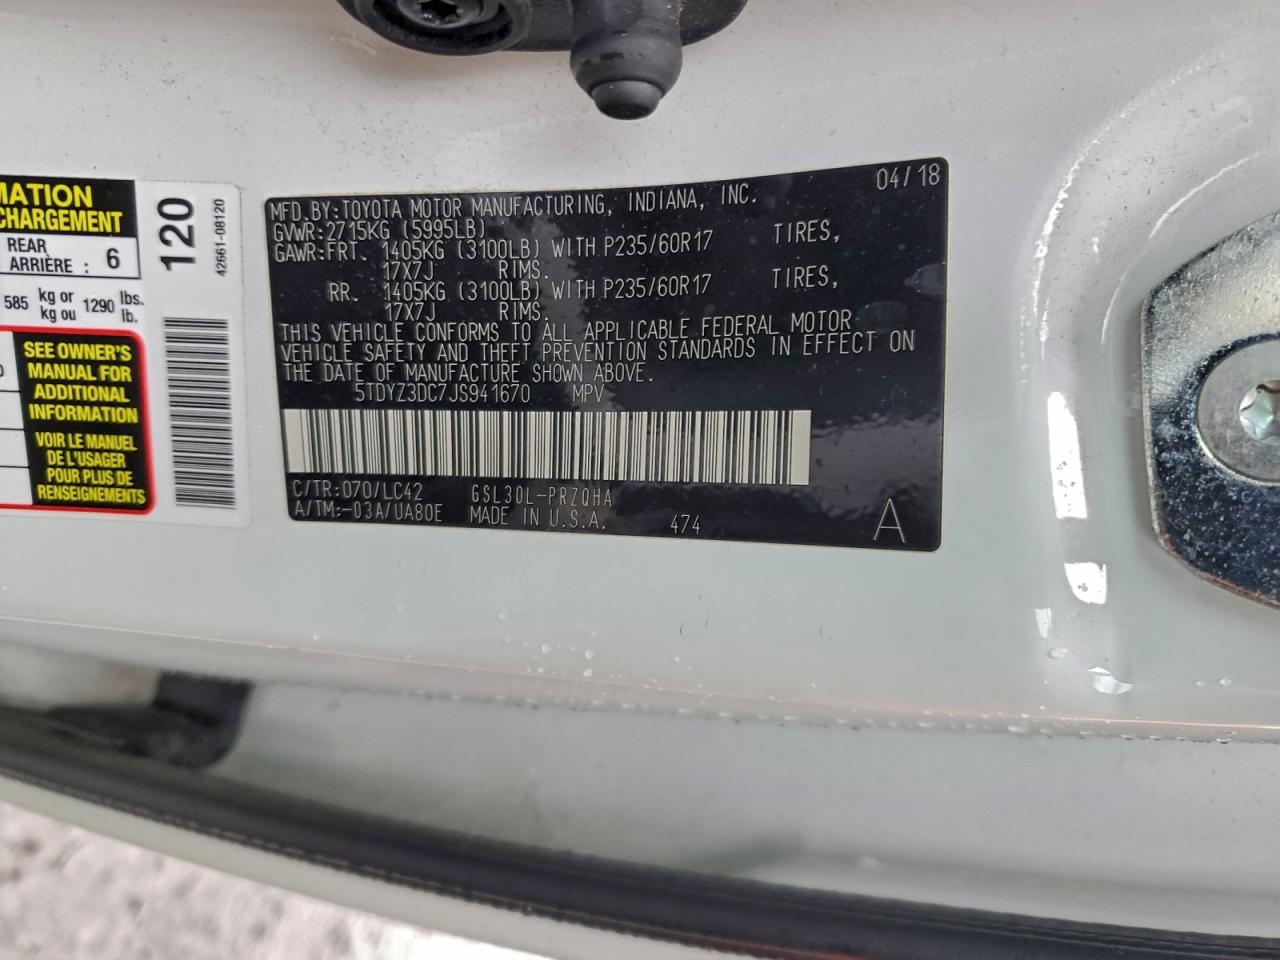 MATION
CHARGEMENT
REAR
ARRIÈRE : 6
585 kg or 1290 lbs.
kg ou lb.
SEE OWNER'S
MANUAL FOR
ADDITIONAL
INFORMATION
VOIR LE MANUEL
DE L'USAGER
POUR PLUS DE
RENSEIGNEMENTS
120
42661-08120
04/18
MFD.BY:TOYOTA MOTOR MANUFACTURING, INDIANA, INC.
GVWR:2715KG (5995LB)
GAWR:FRT. 1405KG (3100LB) WITH P235/60R17 TIRES,
17X7J RIMS.
RR. 1405KG (3100LB) WITH P235/60R17 TIRES,
17X7J RIMS.
THIS VEHICLE CONFORMS TO ALL APPLICABLE FEDERAL MOTOR
VEHICLE SAFETY AND THEFT PREVENTION STANDARDS IN EFFECT ON
THE DATE OF MANUFACTURE SHOWN ABOVE.
5TDYZ3DC7JS941670 MPV
C/TR:070/LC42 GSL30L-PRZQHA
A/TM:-03A/UA80E MADE IN U.S.A. 474 A